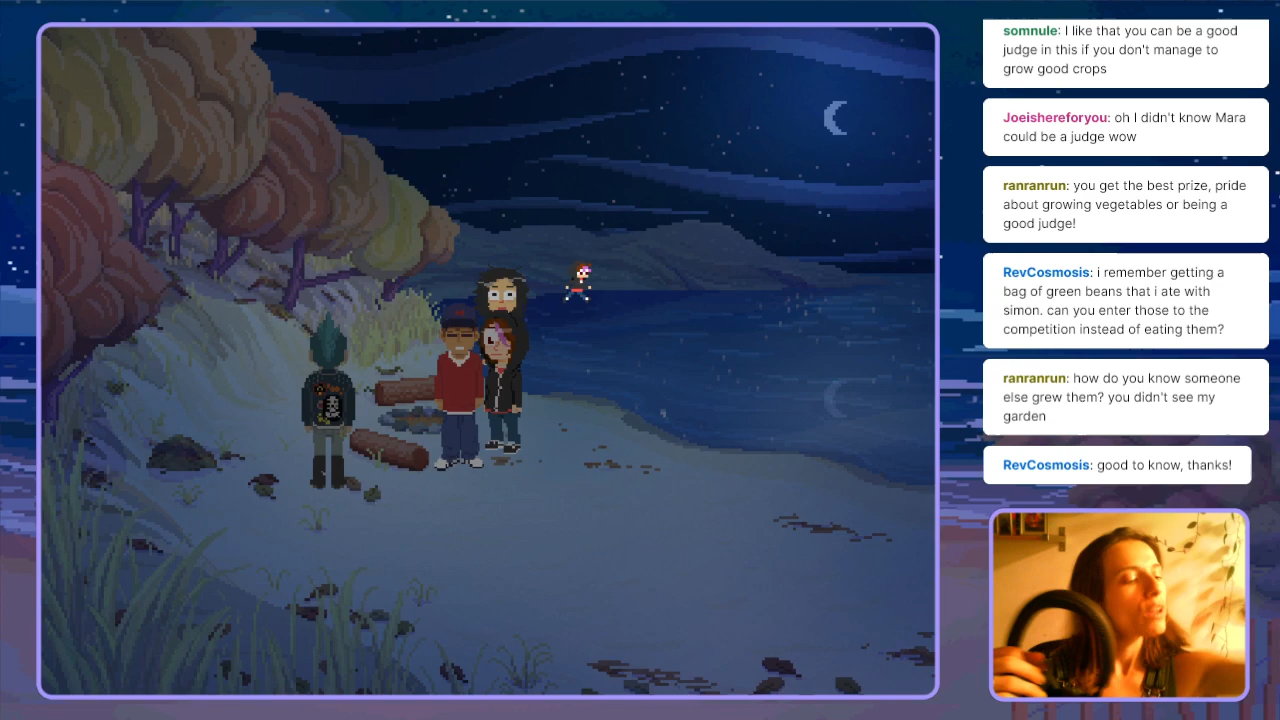 somnule: I like that you can be a good
judge in this if you don't manage to
grow good crops
Joeishereforyou: oh I didn't know Mara
could be a judge wow
ranranrun: you get the best prize, pride
about growing vegetables or being a
good judge!
RevCosmosis: i remember getting a
bag of green beans that i ate with
simon. can you enter those to the
competition instead of eating them?
ranranrun: how do you know someone
else grew them? you didn't see my
garden
RevCosmosis: good to know, thanks!